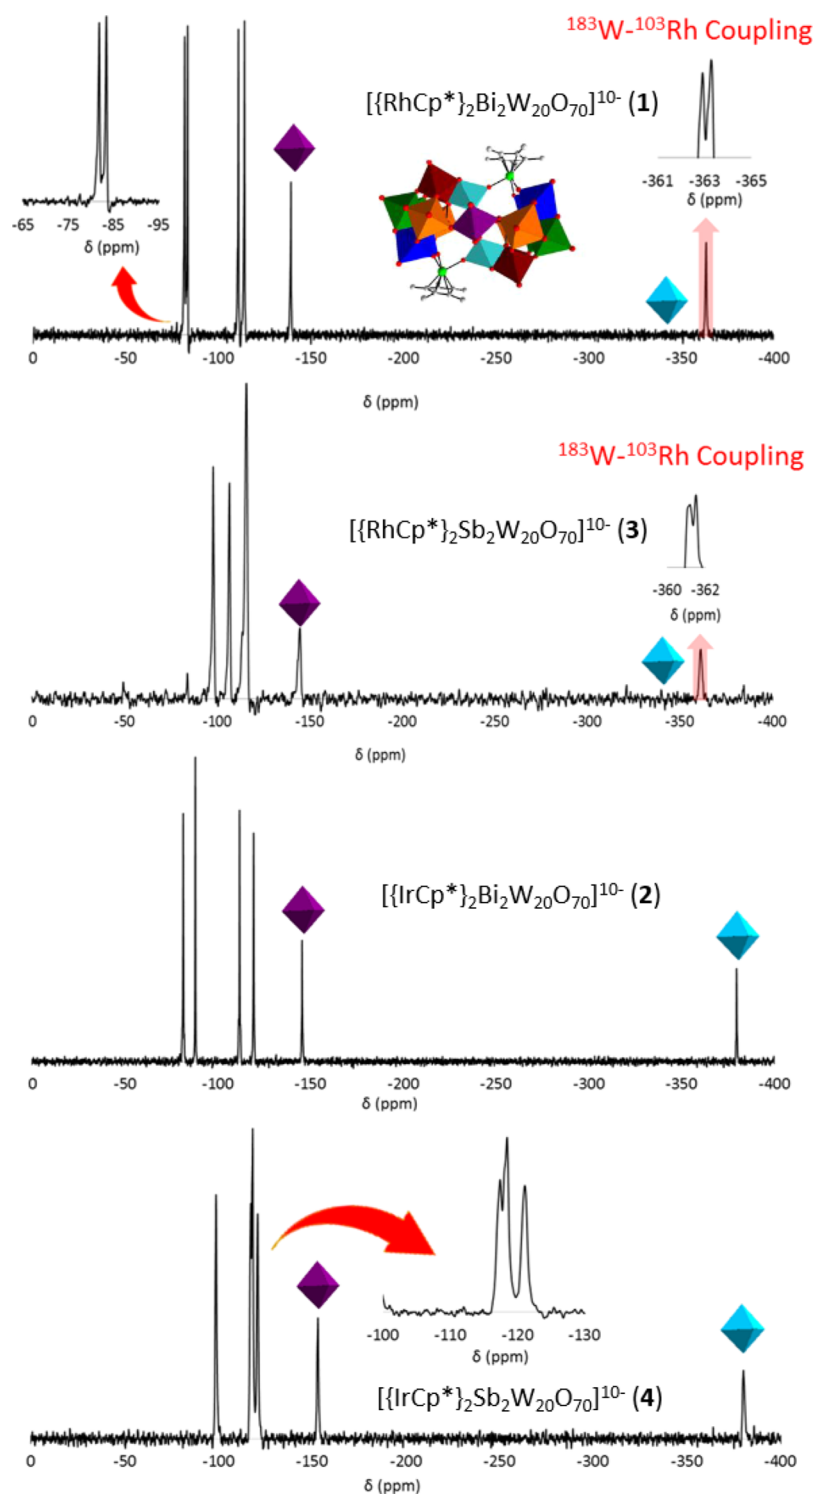 ¹⁸³W-¹⁰³Rh Coupling
[{RhCp*}₂Bi₂W₂₀O₇₀]¹⁰⁻ (1)
-65 -75 -85 -95
δ (ppm)
-361 -363 -365
δ (ppm)
0 -50 -100 -150 -200 -250 -300 -350 -400
δ (ppm)
¹⁸³W-¹⁰³Rh Coupling
[{RhCp*}₂Sb₂W₂₀O₇₀]¹⁰⁻ (3)
-360 -362
δ (ppm)
0 -50 -100 -150 -200 -250 -300 -350 -400
δ (ppm)
[{IrCp*}₂Bi₂W₂₀O₇₀]¹⁰⁻ (2)
0 -50 -100 -150 -200 -250 -300 -350 -400
δ (ppm)
-100 -110 -120 -130
δ (ppm)
[{IrCp*}₂Sb₂W₂₀O₇₀]¹⁰⁻ (4)
0 -50 -100 -150 -200 -250 -300 -350 -400
δ (ppm)